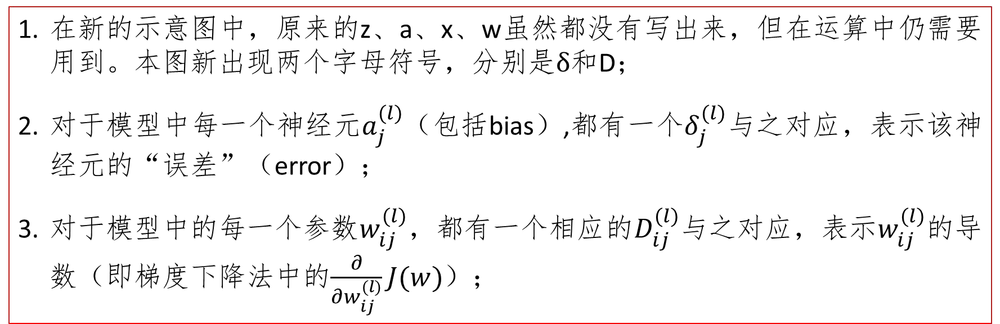 1. 在新的示意图中，原来的z、a、x、w虽然都没有写出来，但在运算中仍需要
用到。本图新出现两个字母符号，分别是δ和D；
2. 对于模型中每一个神经元$a_j^{(l)}$（包括bias）,都有一个$\delta_j^{(l)}$与之对应，表示该神
经元的“误差”（error）；
3. 对于模型中的每一个参数$w_{ij}^{(l)}$，都有一个相应的$D_{ij}^{(l)}$与之对应，表示$w_{ij}^{(l)}$的导
数（即梯度下降法中的$\frac{\partial}{\partial w_{ij}^{(l)}}J(w)$）；